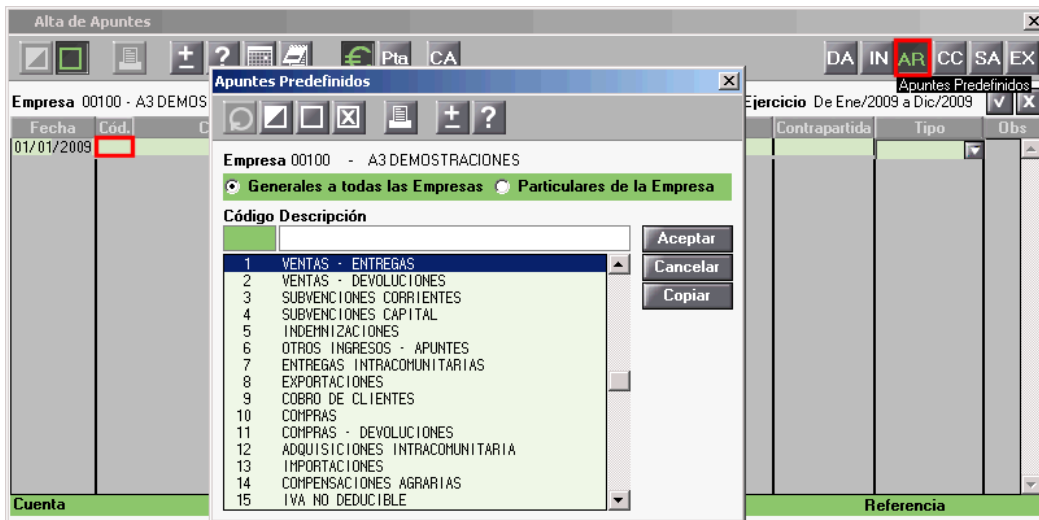 Alta de Apuntes
Pta CA DA IN AR CC SA EX
Apuntes Predefinidos
Apuntes Predefinidos
Empresa 00100 - A3 DEMOS
Ejercicio De Ene/2009 a Dic/2009
Fecha Cód. C Contrapartida Tipo Obs
01/01/2009
Empresa 00100 - A3 DEMOSTRACIONES
Generales a todas las Empresas Particulares de la Empresa
Código Descripción
Aceptar
Cancelar
Copiar
1 VENTAS - ENTREGAS
2 VENTAS - DEVOLUCIONES
3 SUBVENCIONES CORRIENTES
4 SUBVENCIONES CAPITAL
5 INDEMNIZACIONES
6 OTROS INGRESOS - APUNTES
7 ENTREGAS INTRACOMUNITARIAS
8 EXPORTACIONES
9 COBRO DE CLIENTES
10 COMPRAS
11 COMPRAS - DEVOLUCIONES
12 ADQUISICIONES INTRACOMUNITARIA
13 IMPORTACIONES
14 COMPENSACIONES AGRARIAS
15 IVA NO DEDUCIBLE
Cuenta Referencia